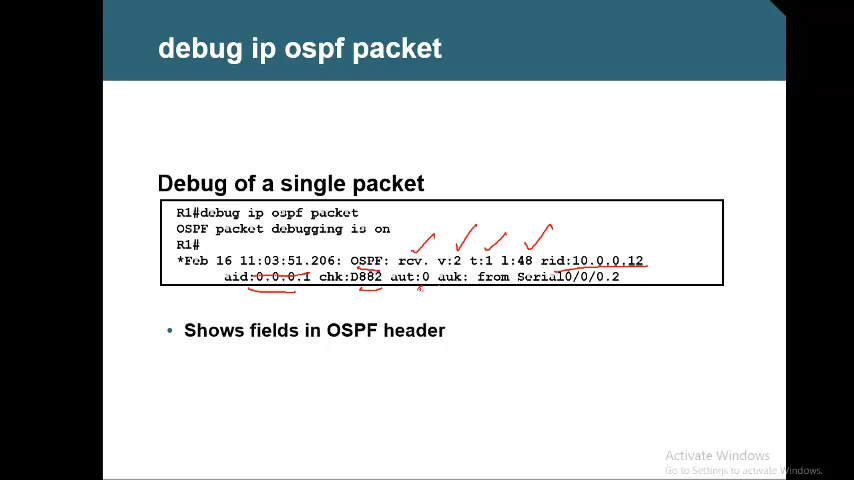 debug ip ospf packet
Debug of a single packet
R1#debug ip ospf packet
OSPF packet debugging is on
R1#
*Feb 16 11:03:51.206: OSPF: rcv. v:2 t:1 l:48 rid:10.0.0.12
aid:0.0.0.1 chk:D882 aut:0 auk: from Serial0/0/0.2
• Shows fields in OSPF header
Activate Windows
Go to Settings to activate Windows.